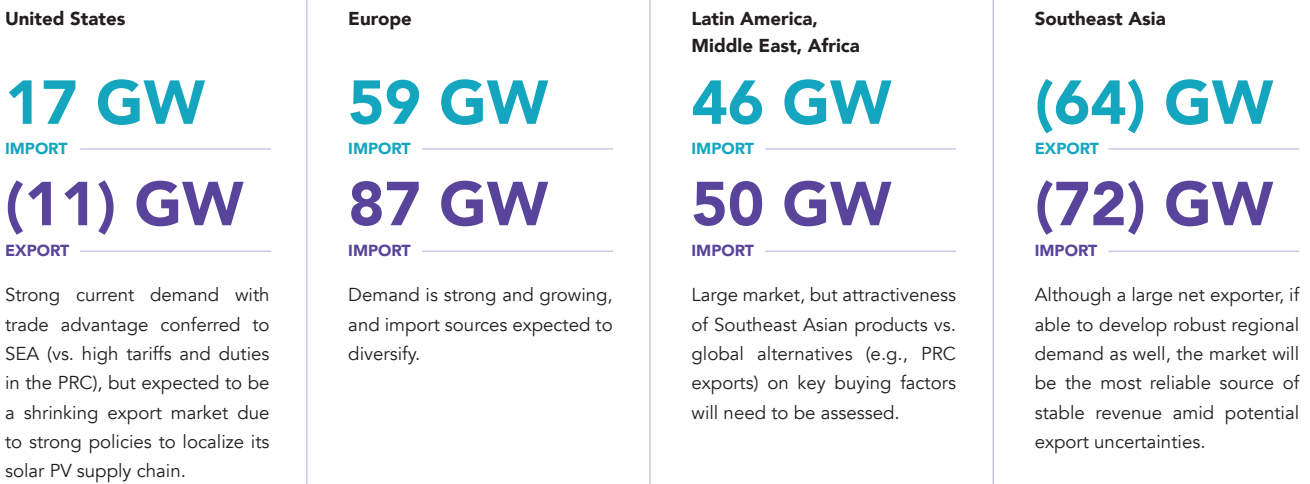 United States
17 GW
IMPORT
(11) GW
EXPORT
Strong current demand with
trade advantage conferred to
SEA (vs. high tariffs and duties
in the PRC), but expected to be
a shrinking export market due
to strong policies to localize its
solar PV supply chain.
Europe
59 GW
IMPORT
87 GW
IMPORT
Demand is strong and growing,
and import sources expected to
diversify.
Latin America,
Middle East, Africa
46 GW
IMPORT
50 GW
IMPORT
Large market, but attractiveness
of Southeast Asian products vs.
global alternatives (e.g., PRC
exports) on key buying factors
will need to be assessed.
Southeast Asia
(64) GW
EXPORT
(72) GW
IMPORT
Although a large net exporter, if
able to develop robust regional
demand as well, the market will
be the most reliable source of
stable revenue amid potential
export uncertainties.